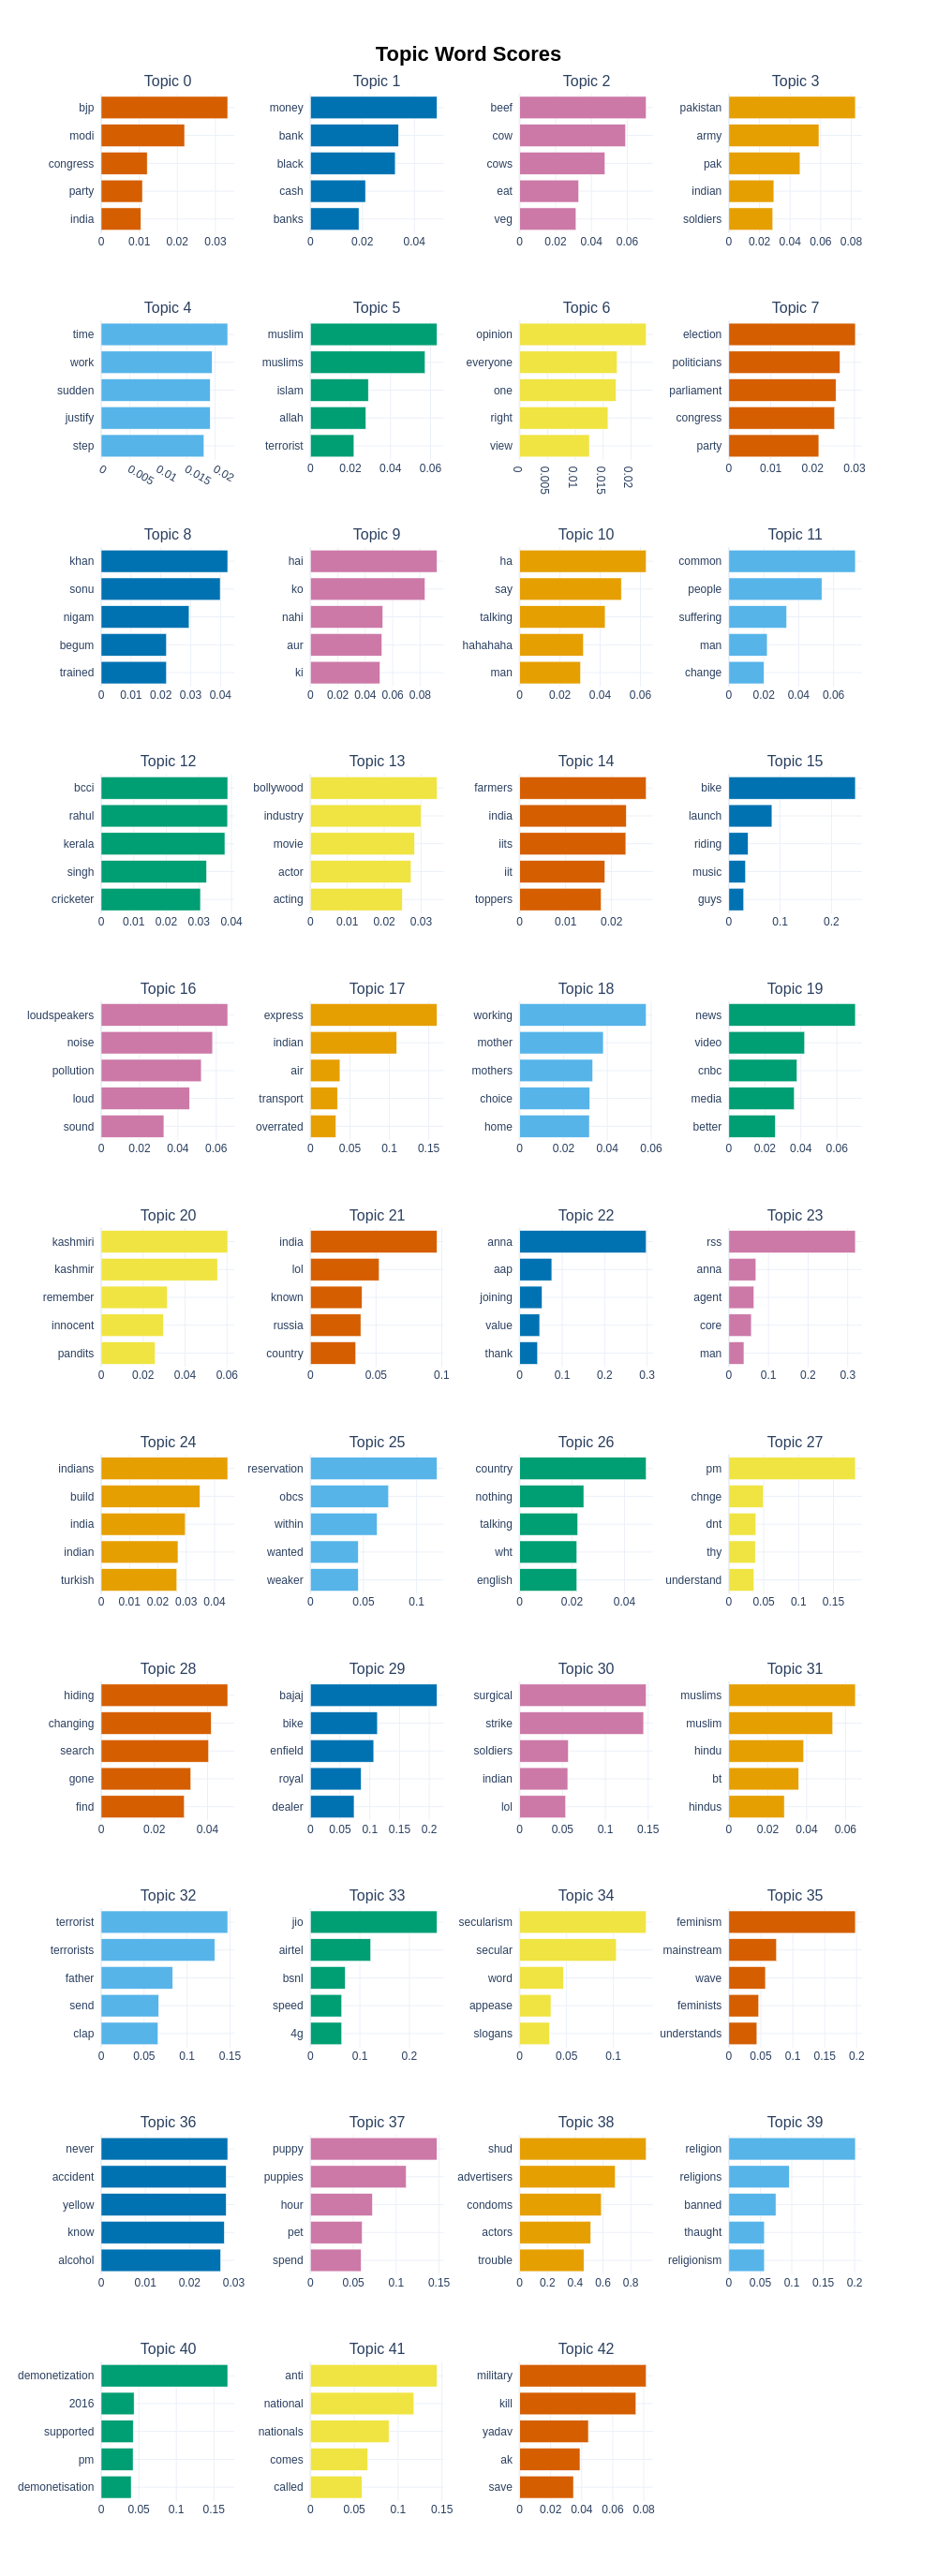 Topic Word Scores
Topic 0
Topic 1
Topic 2
Topic 3
bjp
modi
congress
party
india
0 0.01 0.02 0.03
money
bank
black
cash
banks
0 0.02 0.04
beef
cow
cows
eat
veg
0 0.02 0.04 0.06
pakistan
army
pak
indian
soldiers
0 0.02 0.04 0.06 0.08
Topic 4
Topic 5
Topic 6
Topic 7
time
work
sudden
justify
step
0 0.005 0.01 0.015 0.02
muslim
muslims
islam
allah
terrorist
0 0.02 0.04 0.06
opinion
everyone
one
right
view
0 0.005 0.01 0.015 0.02
election
politicians
parliament
congress
party
0 0.01 0.02 0.03
Topic 8
Topic 9
Topic 10
Topic 11
khan
sonu
nigam
begum
trained
0 0.01 0.02 0.03 0.04
hai
ko
nahi
aur
ki
0 0.02 0.04 0.06 0.08
ha
say
talking
hahahaha
man
0 0.02 0.04 0.06
common
people
suffering
man
change
0 0.02 0.04 0.06
Topic 12
Topic 13
Topic 14
Topic 15
bcci
rahul
kerala
singh
cricketer
0 0.01 0.02 0.03 0.04
bollywood
industry
movie
actor
acting
0 0.01 0.02 0.03
farmers
india
iits
iit
toppers
0 0.01 0.02
bike
launch
riding
music
guys
0 0.1 0.2
Topic 16
Topic 17
Topic 18
Topic 19
loudspeakers
noise
pollution
loud
sound
0 0.02 0.04 0.06
express
indian
air
transport
overrated
0 0.05 0.1 0.15
working
mother
mothers
choice
home
0 0.02 0.04 0.06
news
video
cnbc
media
better
0 0.02 0.04 0.06
Topic 20
Topic 21
Topic 22
Topic 23
kashmiri
kashmir
remember
innocent
pandits
0 0.02 0.04 0.06
india
lol
known
russia
country
0 0.05 0.1
anna
aap
joining
value
thank
0 0.1 0.2 0.3
rss
anna
agent
core
man
0 0.1 0.2 0.3
Topic 24
Topic 25
Topic 26
Topic 27
indians
build
india
indian
turkish
0 0.01 0.02 0.03 0.04
reservation
obcs
within
wanted
weaker
0 0.05 0.1
country
nothing
talking
wht
english
0 0.02 0.04
pm
chnge
dnt
thy
understand
0 0.05 0.1 0.15
Topic 28
Topic 29
Topic 30
Topic 31
hiding
changing
search
gone
find
0 0.02 0.04
bajaj
bike
enfield
royal
dealer
0 0.05 0.1 0.15 0.2
surgical
strike
soldiers
indian
lol
0 0.05 0.1 0.15
muslims
muslim
hindu
bt
hindus
0 0.02 0.04 0.06
Topic 32
Topic 33
Topic 34
Topic 35
terrorist
terrorists
father
send
clap
0 0.05 0.1 0.15
jio
airtel
bsnl
speed
4g
0 0.1 0.2
secularism
secular
word
appease
slogans
0 0.05 0.1
feminism
mainstream
wave
feminists
understands
0 0.05 0.1 0.15 0.2
Topic 36
Topic 37
Topic 38
Topic 39
never
accident
yellow
know
alcohol
0 0.01 0.02 0.03
puppy
puppies
hour
pet
spend
0 0.05 0.1 0.15
shud
advertisers
condoms
actors
trouble
0 0.2 0.4 0.6 0.8
religion
religions
banned
thought
religionism
0 0.05 0.1 0.15 0.2
Topic 40
Topic 41
Topic 42
demonetization
2016
supported
pm
demonetisation
0 0.05 0.1 0.15
anti
national
nationals
comes
called
0 0.05 0.1 0.15
military
kill
yadav
ak
save
0 0.02 0.04 0.06 0.08